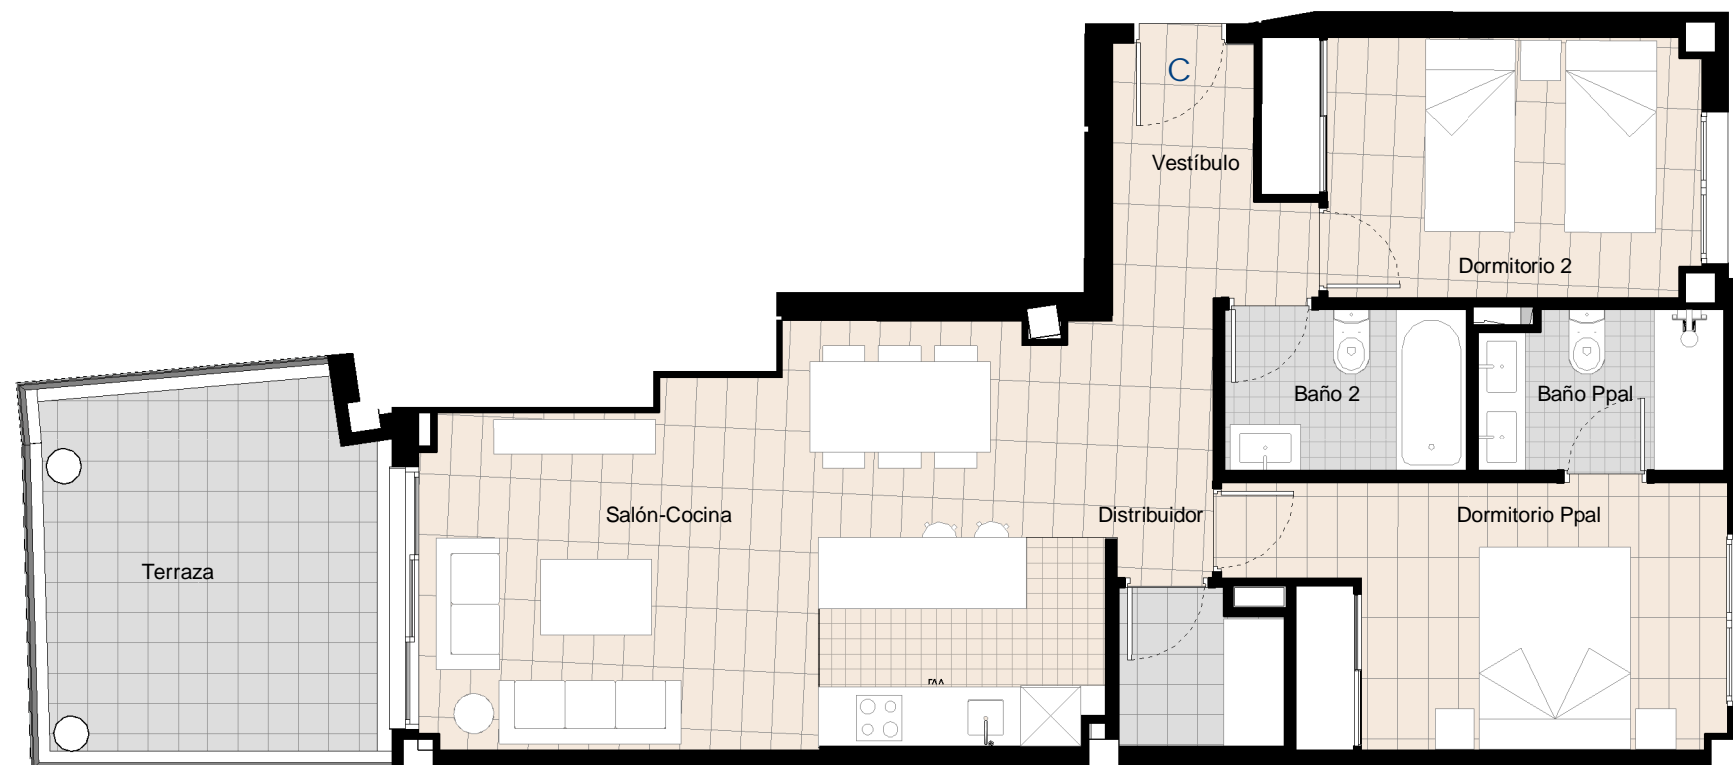 C
Vestíbulo
Dormitorio 2
Baño 2
Baño Ppal
Salón-Cocina
Distribuidor
Dormitorio Ppal
Terraza